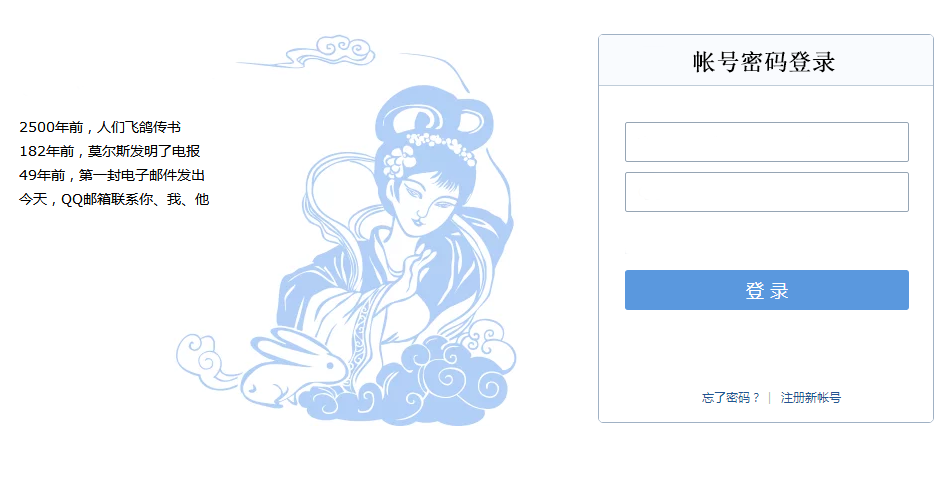 2500年前，人们飞鸽传书
182年前，莫尔斯发明了电报
49年前，第一封电子邮件发出
今天，QQ邮箱联系你、我、他
帐号密码登录
登 录
忘了密码？ | 注册新帐号